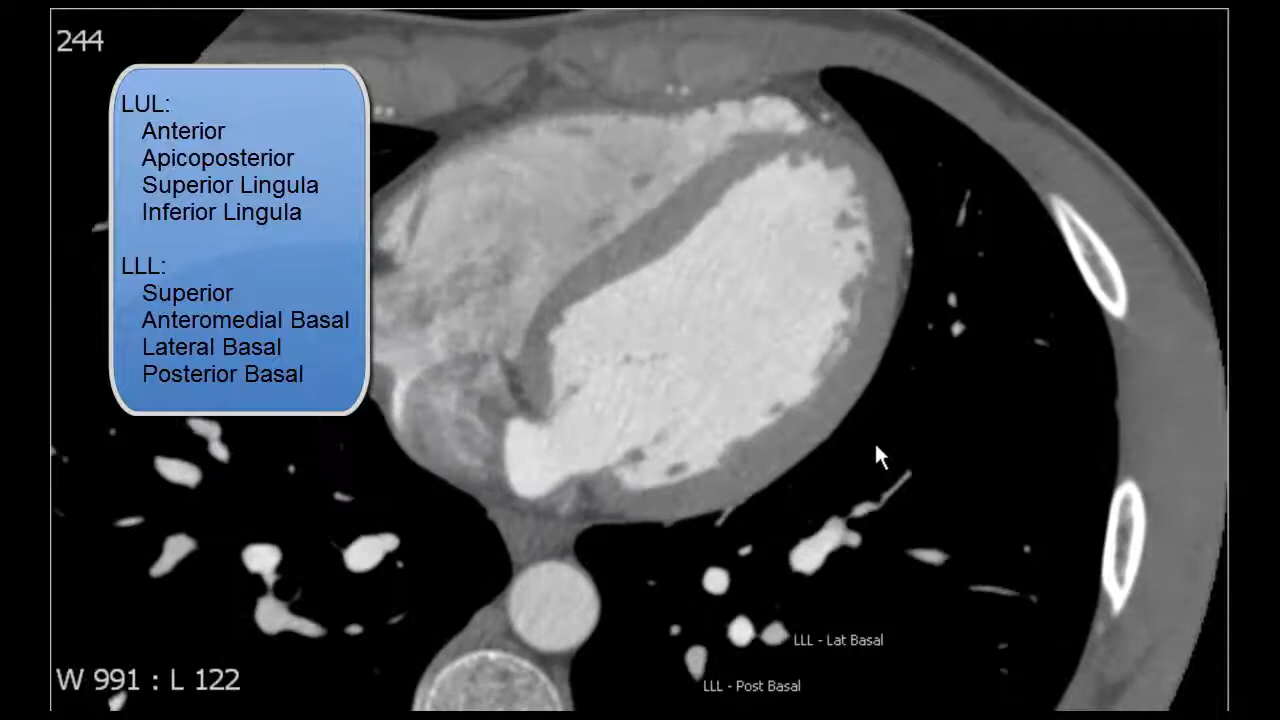 244
LUL:
Anterior
Apicoposterior
Superior Lingula
Inferior Lingula
LLL:
Superior
Anteromedial Basal
Lateral Basal
Posterior Basal
LLL - Lat Basal
LLL - Post Basal
W 991 : L 122